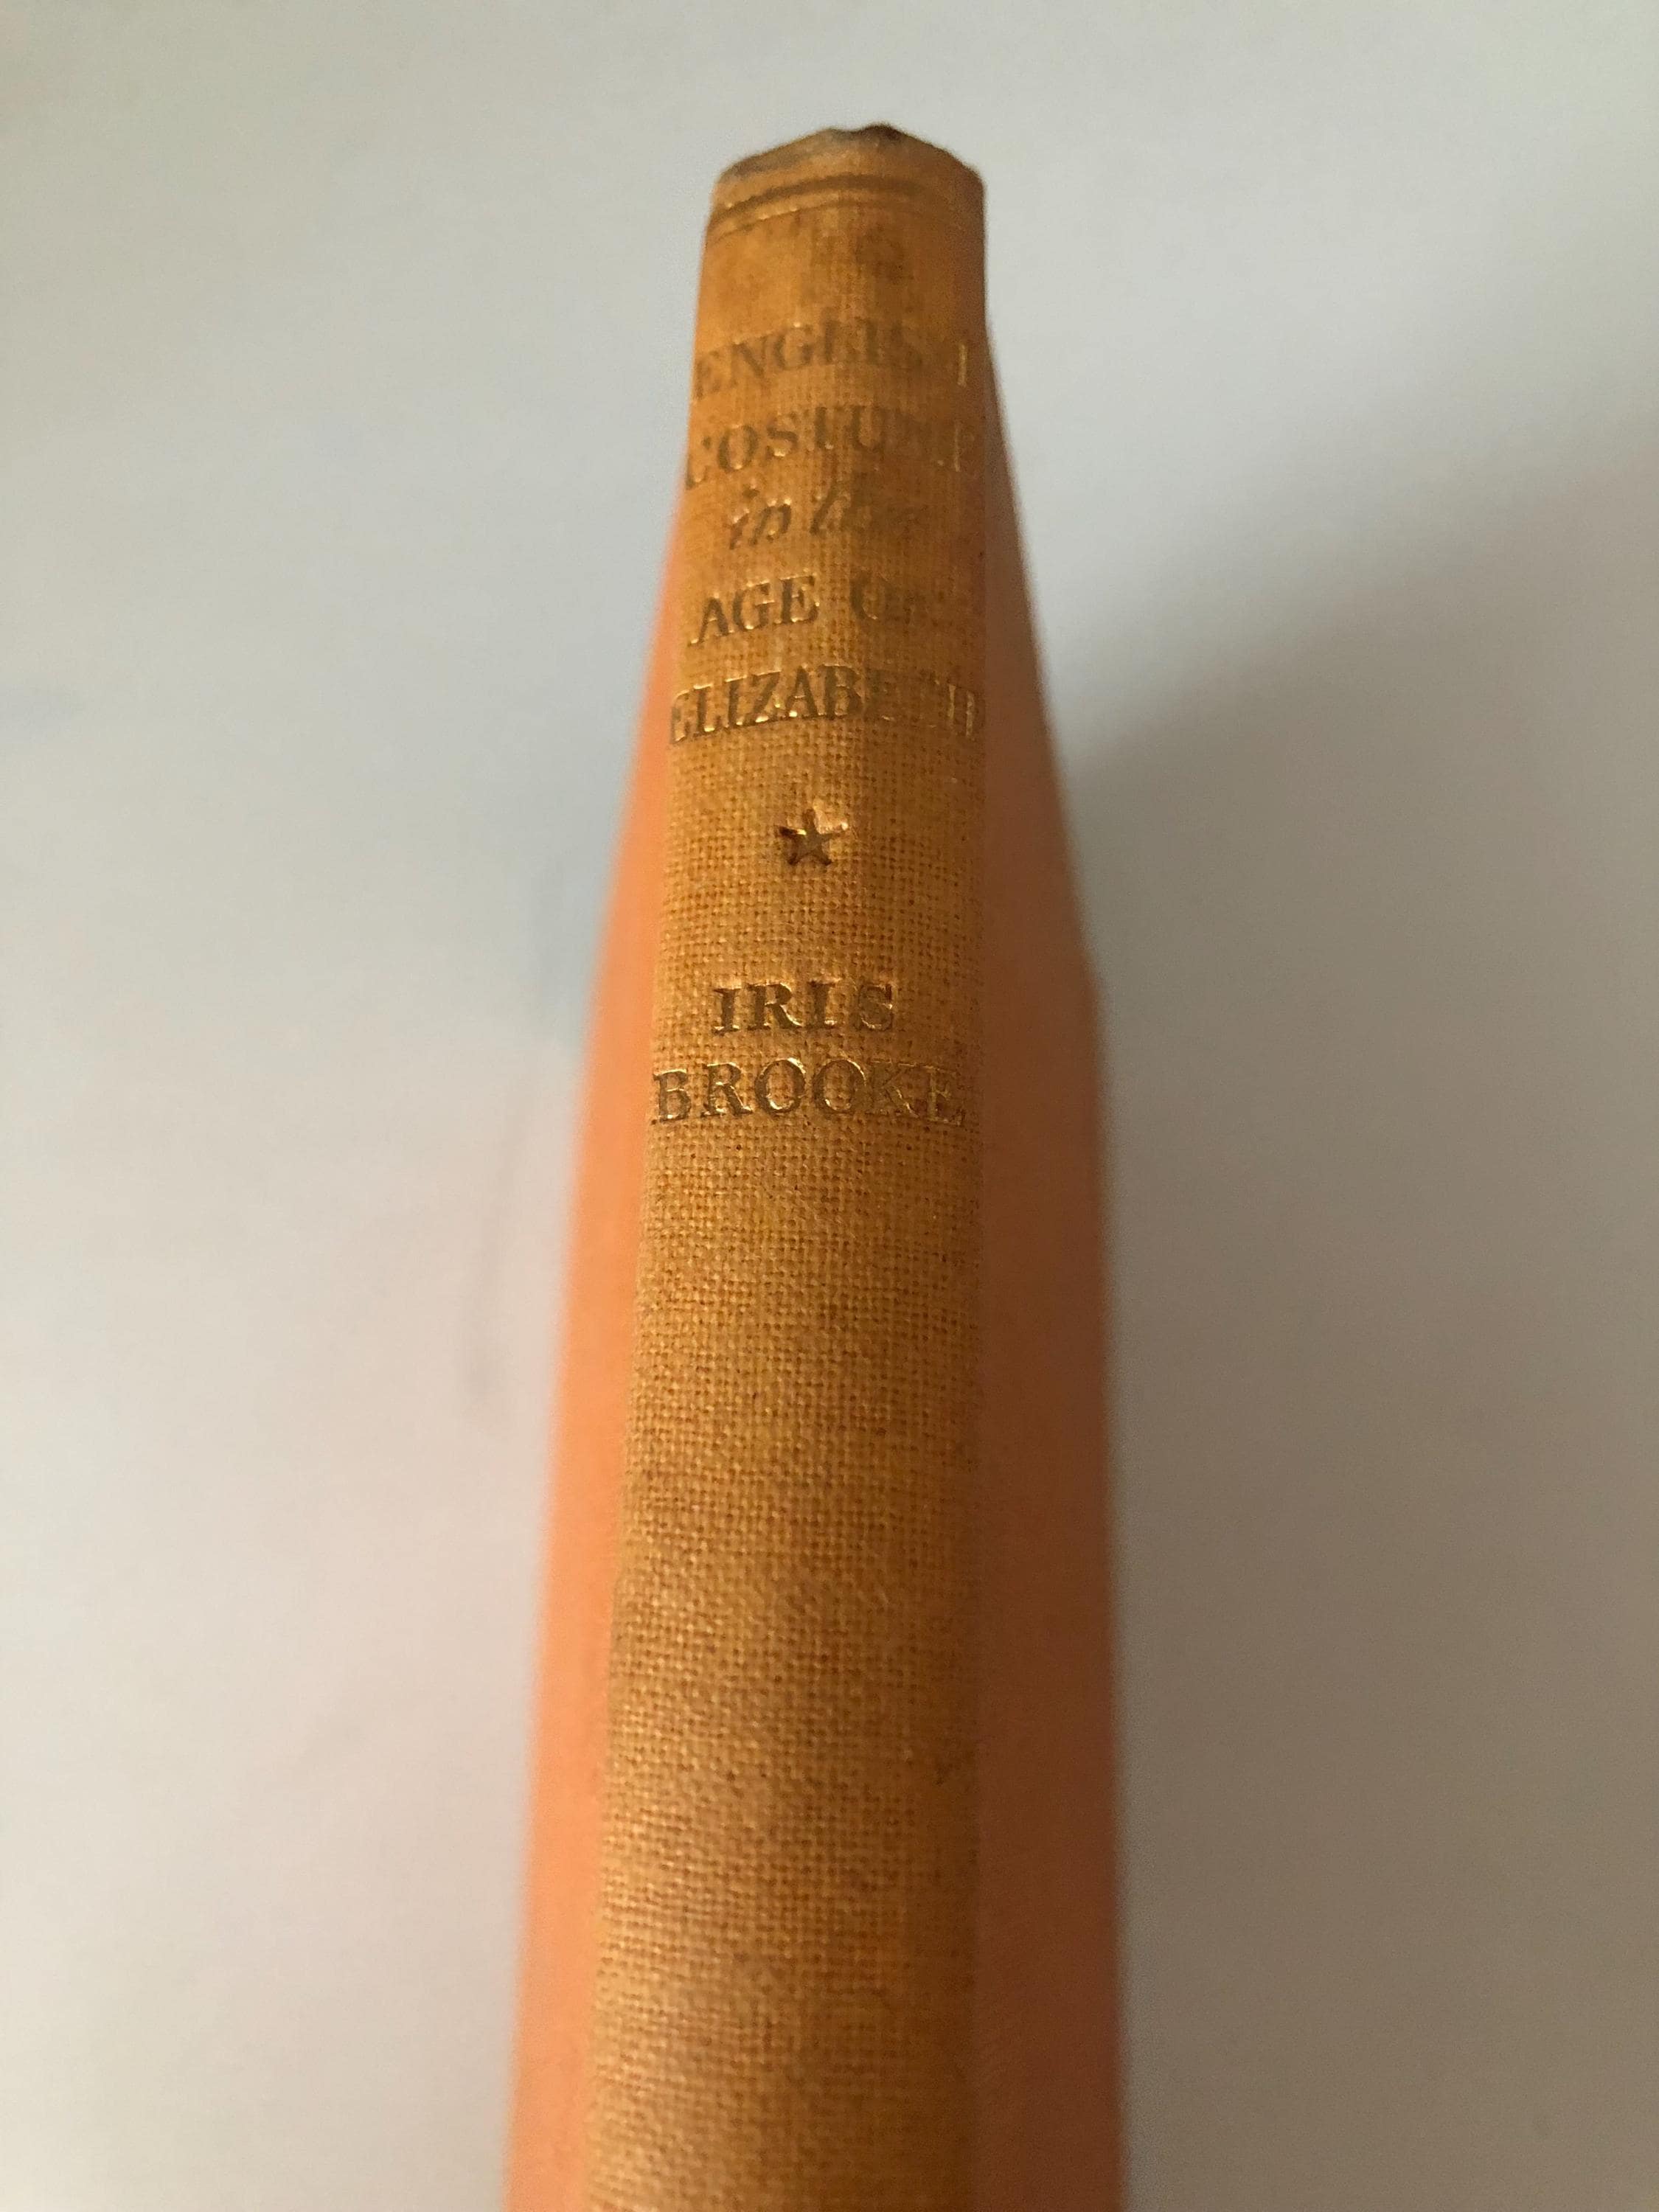 ENGLISH
COSTUME
in the
AGE OF
ELIZABETH
IRIS
BROOKE